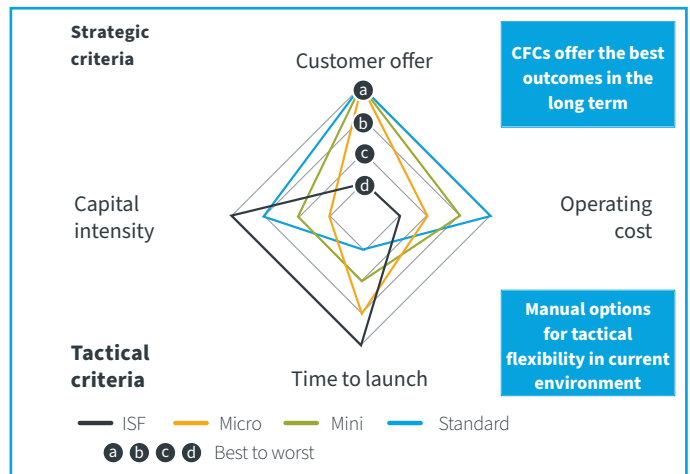 Strategic
criteria
Customer offer
CFCs offer the best
outcomes in the
long term
a
b
c
d
Capital
intensity
Operating
cost
Tactical
criteria
Time to launch
Manual options
for tactical
flexibility in current
environment
ISF Micro Mini Standard
a b c d Best to worst